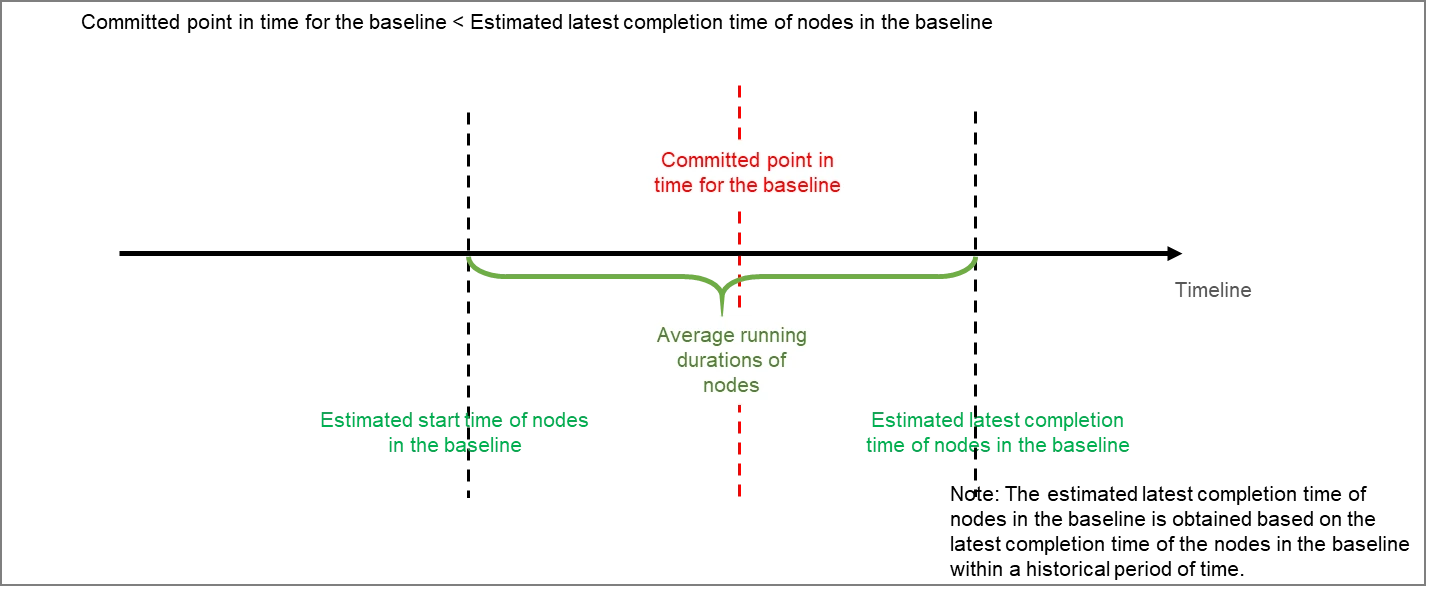 Committed point in time for the baseline < Estimated latest completion time of nodes in the baseline
Committed point in
time for the baseline
Timeline
Average running
durations of
nodes
Estimated start time of nodes
in the baseline
Estimated latest completion
time of nodes in the baseline
Note: The estimated latest completion time of
nodes in the baseline is obtained based on the
latest completion time of the nodes in the baseline
within a historical period of time.